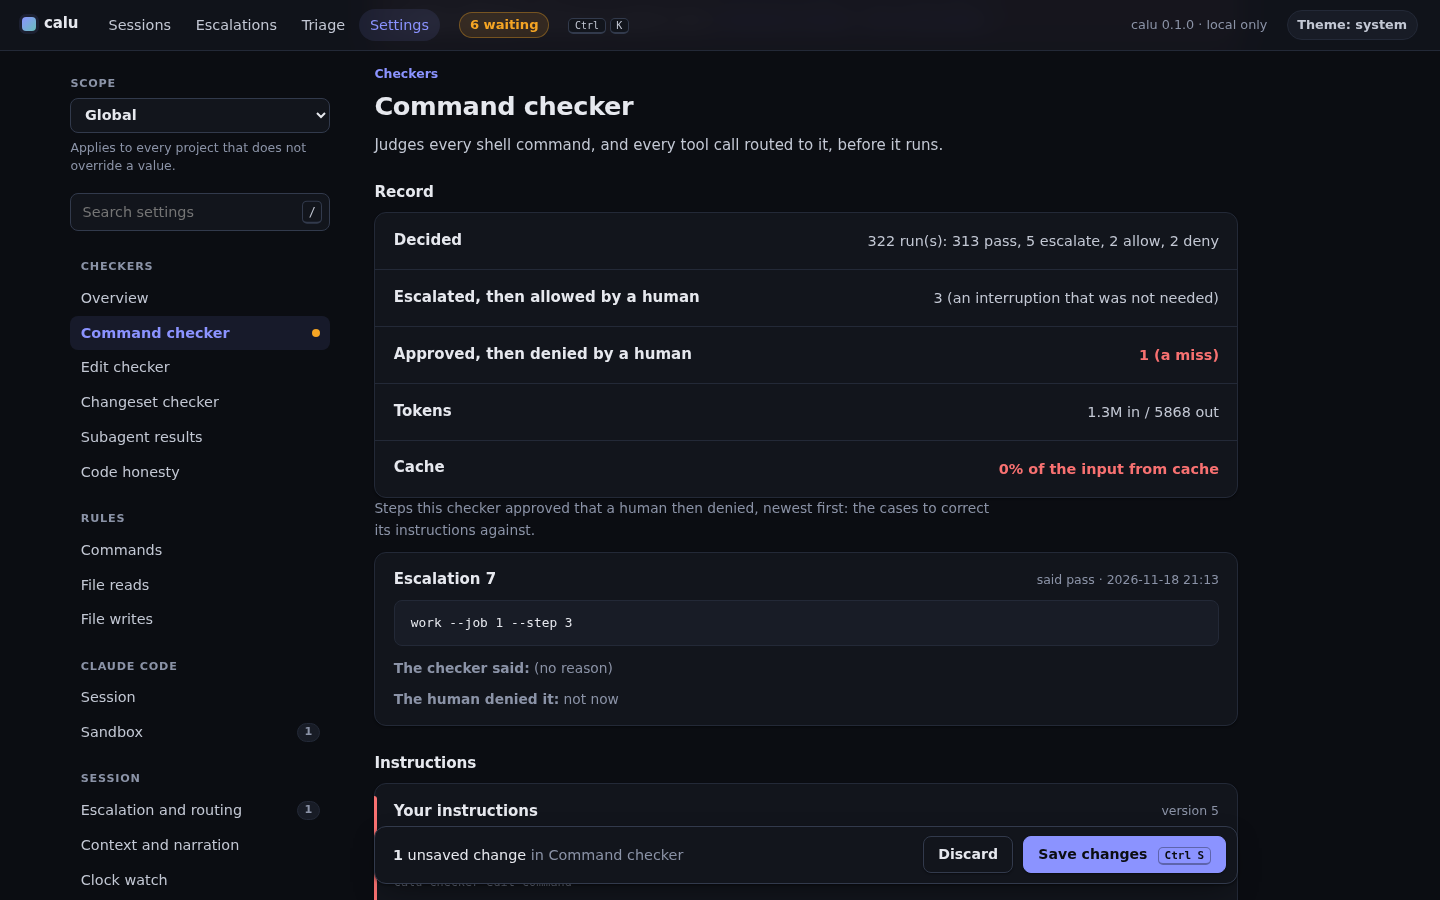 calu Sessions Escalations Triage Settings 6 waiting Ctrl K calu 0.1.0 · local only Theme: system
SCOPE
Global
Applies to every project that does not
override a value.
Search settings /
CHECKERS
Overview
Command checker
Edit checker
Changeset checker
Subagent results
Code honesty
RULES
Commands
File reads
File writes
CLAUDE CODE
Session
Sandbox 1
SESSION
Escalation and routing 1
Context and narration
Clock watch
Checkers
Command checker
Judges every shell command, and every tool call routed to it, before it runs.
Record
Decided 322 run(s): 313 pass, 5 escalate, 2 allow, 2 deny
Escalated, then allowed by a human 3 (an interruption that was not needed)
Approved, then denied by a human 1 (a miss)
Tokens 1.3M in / 5868 out
Cache 0% of the input from cache
Steps this checker approved that a human then denied, newest first: the cases to correct
its instructions against.
Escalation 7 said pass · 2026-11-18 21:13
work --job 1 --step 3
The checker said: (no reason)
The human denied it: not now
Instructions
Your instructions version 5
1 unsaved change in Command checker Discard Save changes Ctrl S